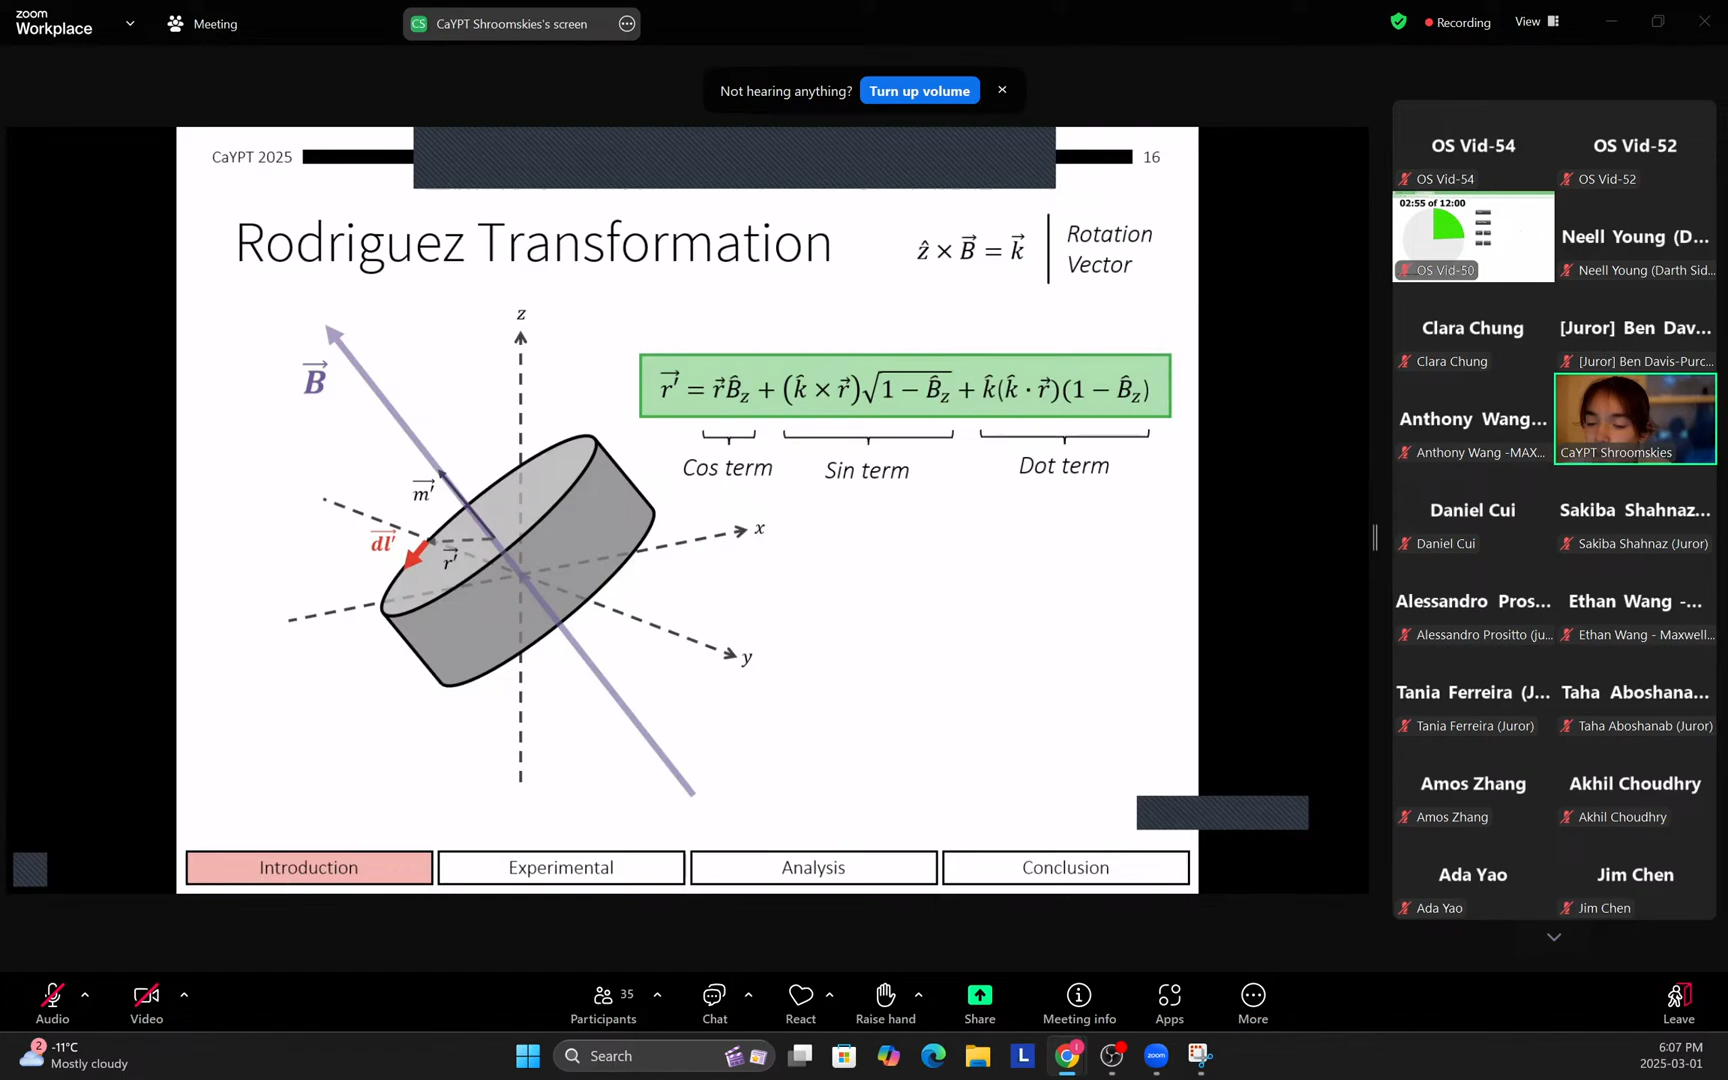 zoom
Workplace
Meeting
CS CaYPT Shroomskies's screen
Recording
View
Not hearing anything? Turn up volume
CaYPT 2025
16
Rodriguez Transformation
ẑ × B⃗ = k⃗
Rotation
Vector
z
B⃗
r⃗' = r⃗B̂z + (k̂ × r⃗)√(1 − B̂z) + k̂(k̂ · r⃗)(1 − B̂z)
Cos term
Sin term
Dot term
m⃗'
x
dl⃗'
r⃗'
y
Introduction
Experimental
Analysis
Conclusion
OS Vid-54
OS Vid-54
OS Vid-52
OS Vid-52
02:55 of 12:00
OS Vid-50
Neell Young (D...
Neell Young (Darth Sid...
Clara Chung
Clara Chung
[Juror] Ben Dav...
[Juror] Ben Davis-Purc...
Anthony Wang...
Anthony Wang -MAX...
CaYPT Shroomskies
Daniel Cui
Daniel Cui
Sakiba Shahnaz...
Sakiba Shahnaz (Juror)
Alessandro Pros...
Alessandro Prositto (ju...
Ethan Wang -...
Ethan Wang - Maxwell...
Tania Ferreira (J...
Tania Ferreira (Juror)
Taha Aboshana...
Taha Aboshanab (Juror)
Amos Zhang
Amos Zhang
Akhil Choudhry
Akhil Choudhry
Ada Yao
Ada Yao
Jim Chen
Jim Chen
Audio
Video
Participants
35
Chat
React
Raise hand
Share
Meeting info
Apps
More
Leave
2
-11°C
Mostly cloudy
Search
L
1
zoom
6:07 PM
2025-03-01